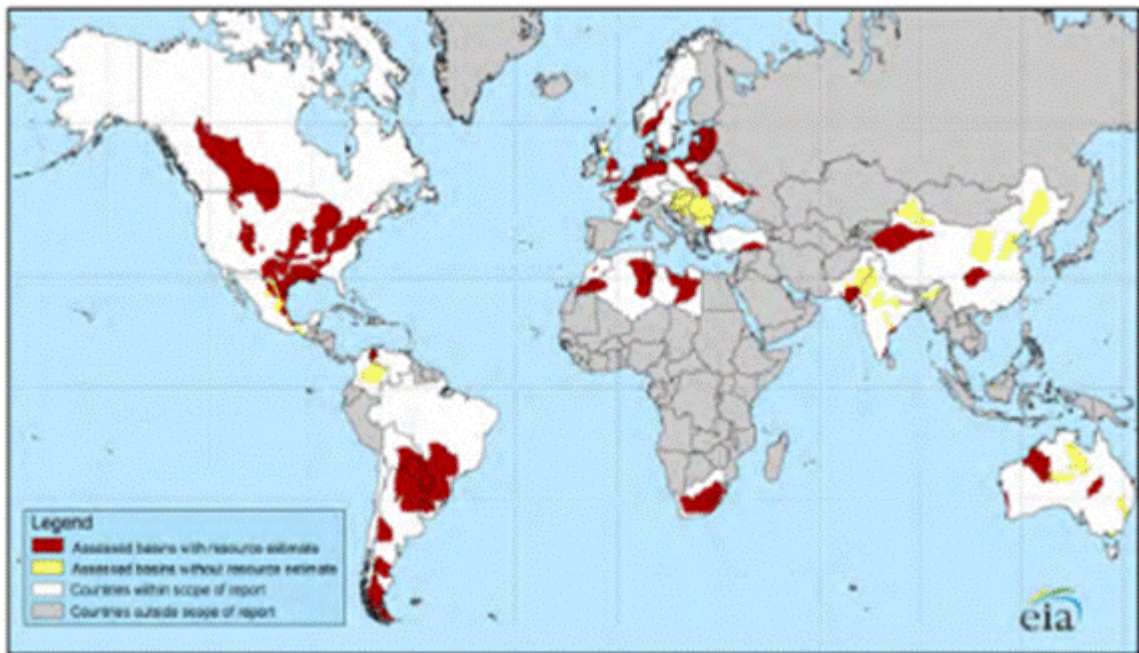 Legend
Assessed basins with resource estimate
Assessed basins without resource estimate
Countries within scope of report
Countries outside scope of report
eia